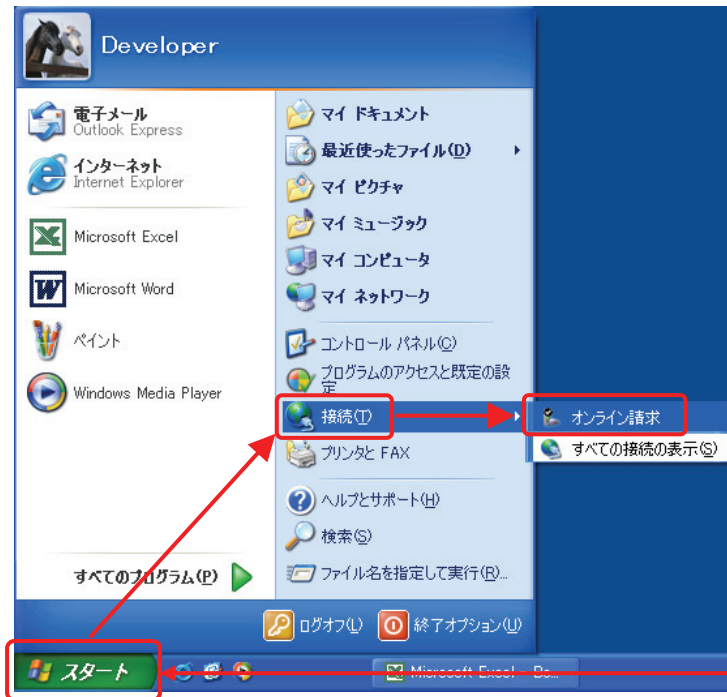 Developer
電子メール
Outlook Express
インターネット
Internet Explorer
Microsoft Excel
Microsoft Word
ペイント
Windows Media Player
すべてのプログラム(P)
マイ ドキュメント
最近使ったファイル(D)
マイ ピクチャ
マイ ミュージック
マイ コンピュータ
マイ ネットワーク
コントロール パネル(C)
プログラムのアクセスと既定の設
定
接続(T)
プリンタと FAX
ヘルプとサポート(H)
検索(S)
ファイル名を指定して実行(R)...
オンライン請求
すべての接続の表示(S)
ログオフ(L)
終了オプション(U)
スタート
Microsoft Excel - Bo...